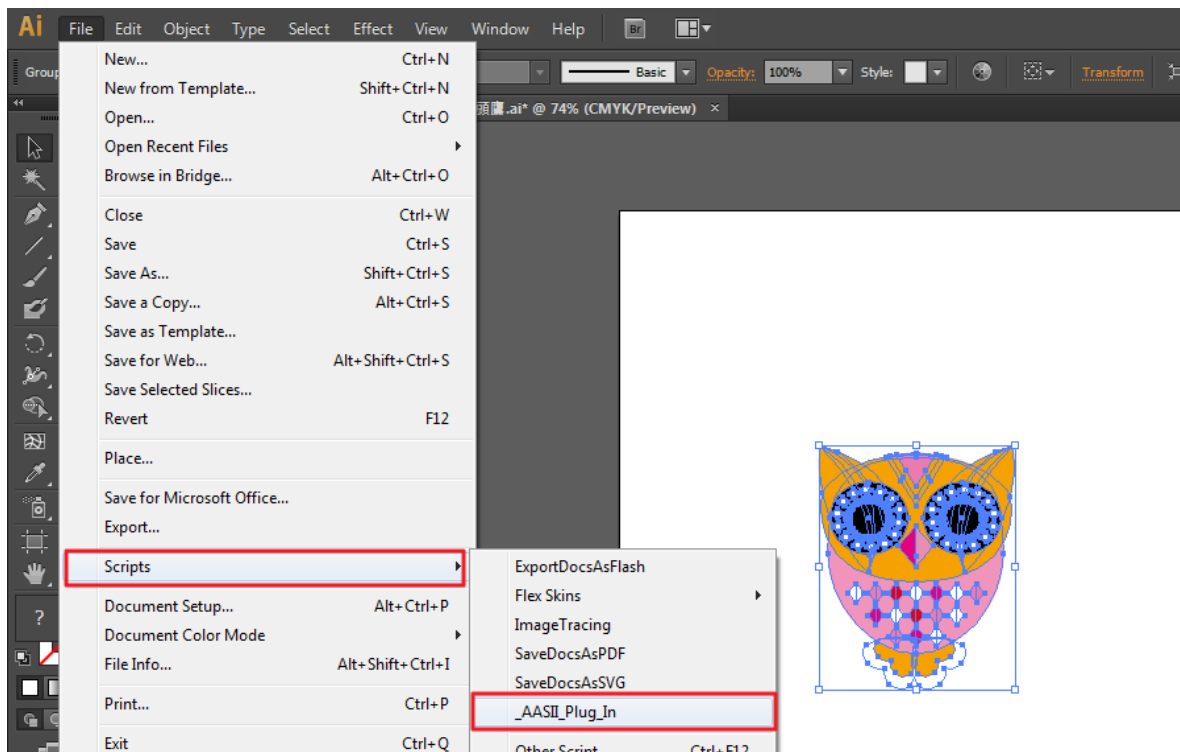 Ai File Edit Object Type Select Effect View Window Help Br
Group Basic Opacity: 100% Style: Transform
頭鷹.ai* @ 74% (CMYK/Preview) ×
New... Ctrl+N
New from Template... Shift+Ctrl+N
Open... Ctrl+O
Open Recent Files
Browse in Bridge... Alt+Ctrl+O
Close Ctrl+W
Save Ctrl+S
Save As... Shift+Ctrl+S
Save a Copy... Alt+Ctrl+S
Save as Template...
Save for Web... Alt+Shift+Ctrl+S
Save Selected Slices...
Revert F12
Place...
Save for Microsoft Office...
Export...
Scripts
Document Setup... Alt+Ctrl+P
Document Color Mode
File Info... Alt+Shift+Ctrl+I
Print... Ctrl+P
Exit Ctrl+Q
ExportDocsAsFlash
Flex Skins
ImageTracing
SaveDocsAsPDF
SaveDocsAsSVG
_AASII_Plug_In
Other Script... Ctrl+F12
?